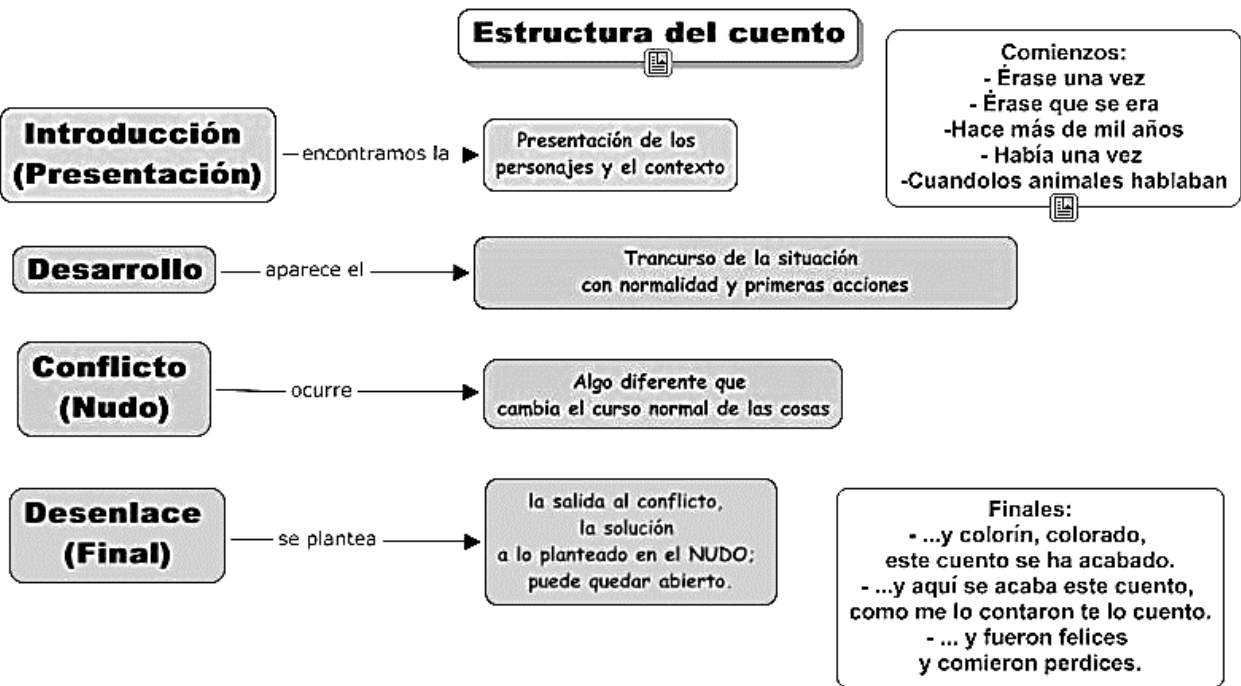 Estructura del cuento
Comienzos:
- Érase una vez
- Érase que se era
-Hace más de mil años
- Había una vez
-Cuandolos animales hablaban
Introducción
(Presentación)
encontramos la
Presentación de los
personajes y el contexto
Desarrollo
aparece el
Trancurso de la situación
con normalidad y primeras acciones
Conflicto
(Nudo)
ocurre
Algo diferente que
cambia el curso normal de las cosas
Desenlace
(Final)
se plantea
la salida al conflicto,
la solución
a lo planteado en el NUDO;
puede quedar abierto.
Finales:
- ...y colorín, colorado,
este cuento se ha acabado.
- ...y aquí se acaba este cuento,
como me lo contaron te lo cuento.
- ... y fueron felices
y comieron perdices.